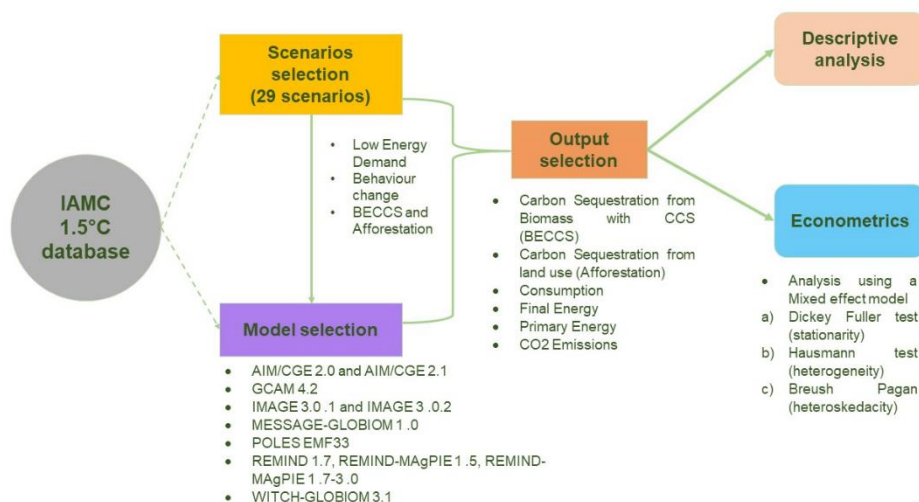 IAMC
1.5°C
database
Scenarios
selection
(29 scenarios)
• Low Energy
Demand
• Behaviour
change
• BECCS and
Afforestation
Model selection
• AIM/CGE 2.0 and AIM/CGE 2.1
• GCAM 4.2
• IMAGE 3.0 .1 and IMAGE 3 .0.2
• MESSAGE-GLOBIOM 1 .0
• POLES EMF33
• REMIND 1.7, REMIND-MAgPIE 1 .5, REMIND-
MAgPIE 1.7-3.0
• WITCH-GLOBIOM 3.1
Output
selection
• Carbon Sequestration from
Biomass with CCS
(BECCS)
• Carbon Sequestration from
land use (Afforestation)
• Consumption
• Final Energy
• Primary Energy
• CO2 Emissions
Descriptive
analysis
Econometrics
• Analysis using a
Mixed effect model
a) Dickey Fuller test
(stationarity)
b) Hausmann test
(heterogeneity)
c) Breush Pagan
(heteroskedacity)